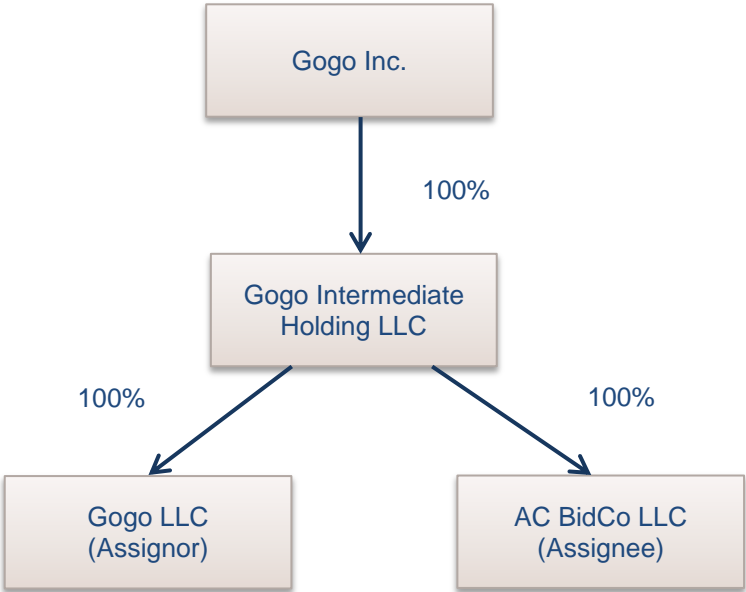 Gogo Inc.
100%
Gogo Intermediate
Holding LLC
100%
100%
Gogo LLC
(Assignor)
AC BidCo LLC
(Assignee)